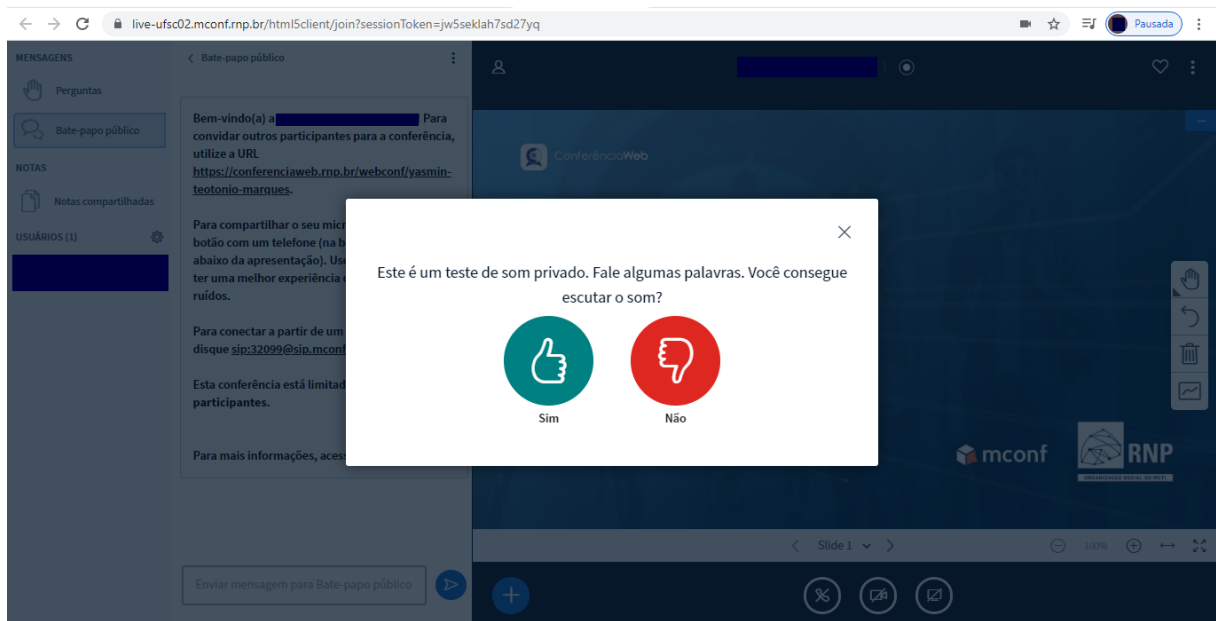 live-ufsc02.mconf.rnp.br/html5client/join?sessionToken=jw5seklah7sd27yq
Pausada
MENSAGENS
Perguntas
Bate-papo público
NOTAS
Notas compartilhadas
USUÁRIOS (1)
Bate-papo público
Bem-vindo(a) a Para
convidar outros participantes para a conferência,
utilize a URL
https://conferenciaweb.rnp.br/webconf/yasmin-
teotonio-marques.
Para compartilhar o seu micr
botão com um telefone (na b
abaixo da apresentação). Us
ter uma melhor experiência
ruídos.
Para conectar a partir de um
disque sip:32099@sip.mconf
Esta conferência está limitad
participantes.
Para mais informações, aces
Enviar mensagem para Bate-papo público
ConferênciaWeb
Este é um teste de som privado. Fale algumas palavras. Você consegue
escutar o som?
Sim
Não
mconf
RNP
Slide 1
100%